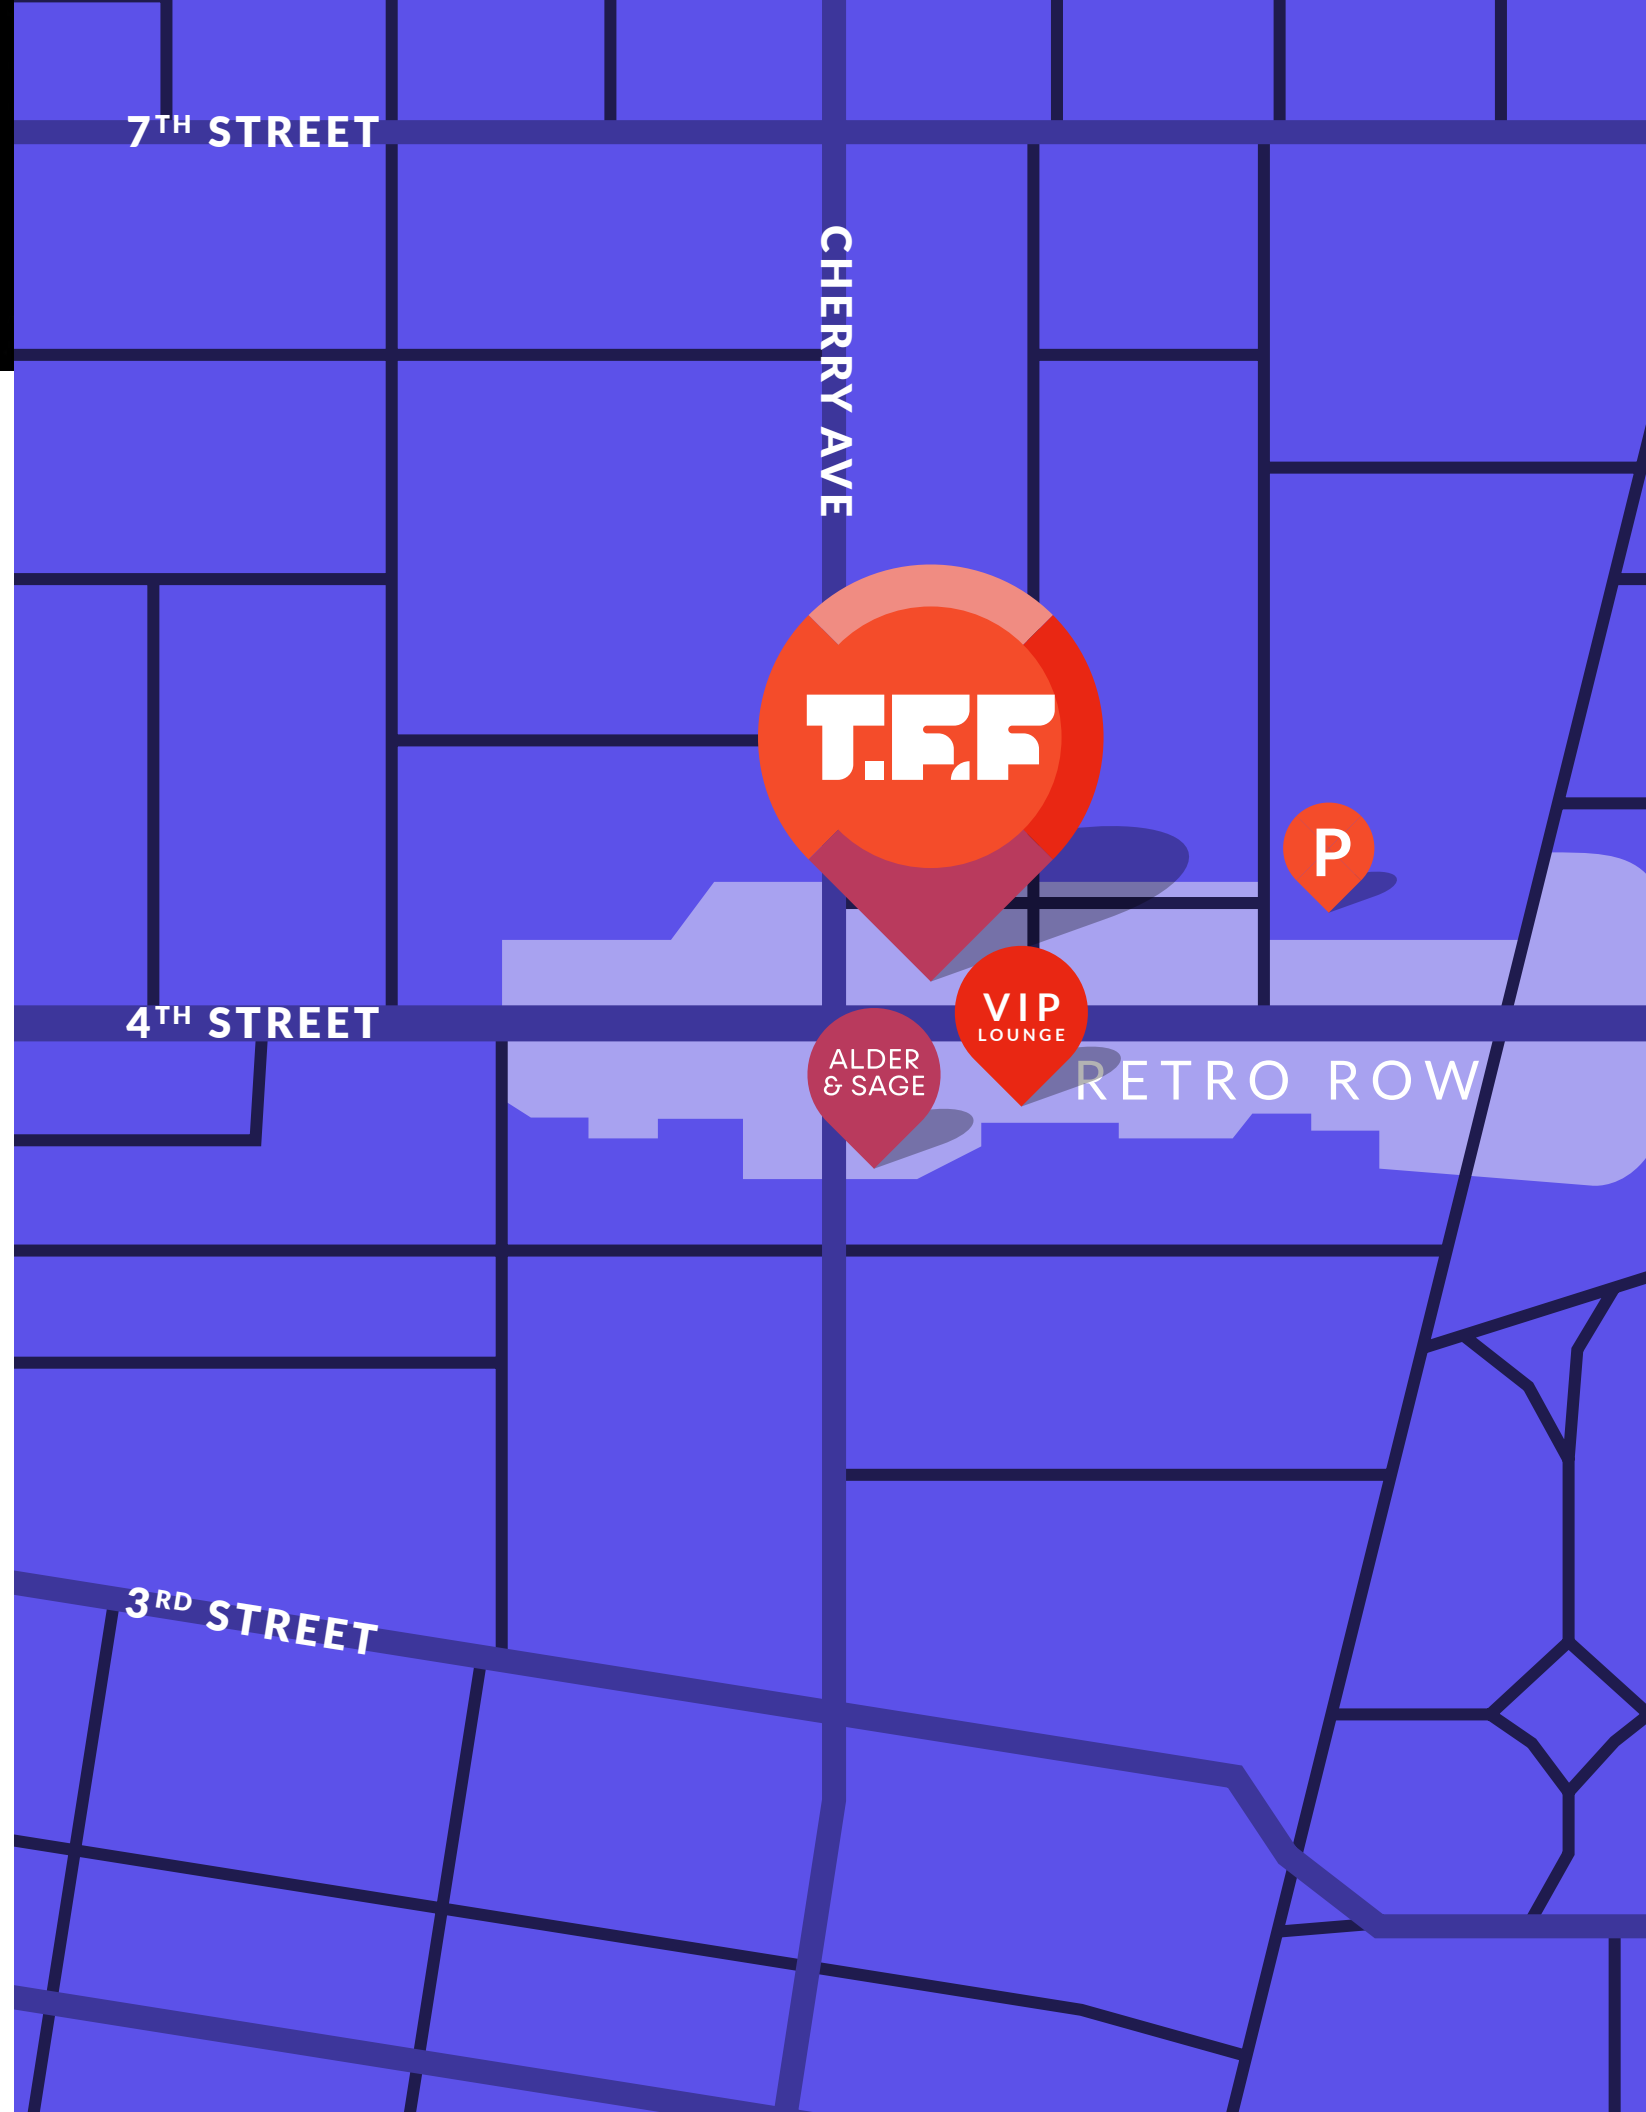 7TH STREET
CHERRY AVE
T.F.F
P
4TH STREET
VIP
LOUNGE
ALDER
& SAGE
RETRO ROW
3RD STREET